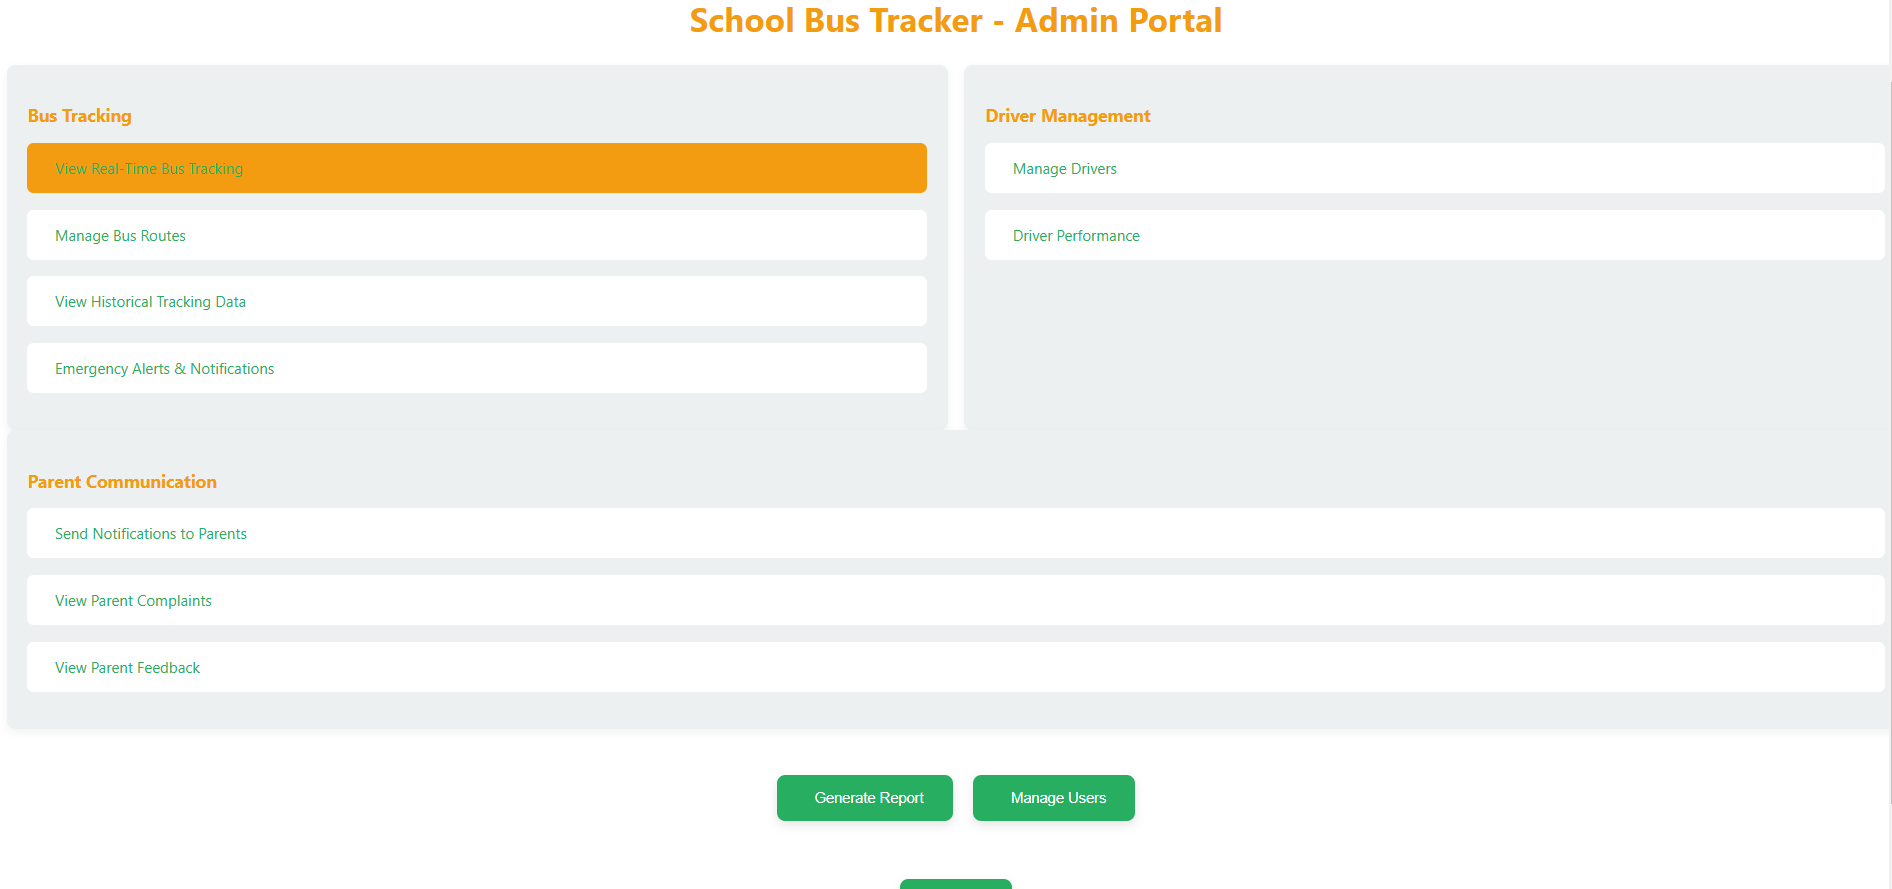 School Bus Tracker - Admin Portal
Bus Tracking
View Real-Time Bus Tracking
Manage Bus Routes
View Historical Tracking Data
Emergency Alerts & Notifications
Driver Management
Manage Drivers
Driver Performance
Parent Communication
Send Notifications to Parents
View Parent Complaints
View Parent Feedback
Generate Report
Manage Users